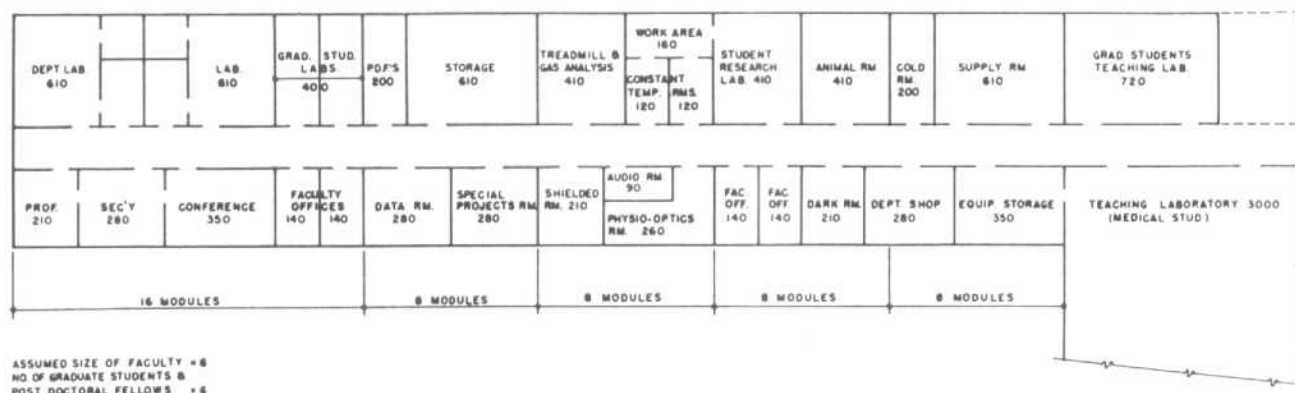 DEPT LAB.
610
LAB.
610
GRAD. STUD.
LABS.
400
P.D.F'S
200
STORAGE
610
TREADMILL &
GAS ANALYSIS
410
WORK AREA
160
CONSTANT
TEMP. RMS.
120 120
STUDENT
RESEARCH
LAB. 410
ANIMAL RM.
410
COLD
RM.
200
SUPPLY RM
610
GRAD STUDENTS
TEACHING LAB.
720
PROF.
210
SEC'Y
280
CONFERENCE
350
FACULTY
OFFICES
140 140
DATA RM.
280
SPECIAL
PROJECTS RM.
280
SHIELDED
RM. 210
AUDIO RM.
90
PHYSIO-OPTICS
RM. 260
FAC.
OFF.
140
FAC.
OFF.
140
DARK RM.
210
DEPT. SHOP
280
EQUIP. STORAGE
350
TEACHING LABORATORY 3000
(MEDICAL STUD)
16 MODULES
8 MODULES
8 MODULES
8 MODULES
8 MODULES
ASSUMED SIZE OF FACULTY = 6
NO OF GRADUATE STUDENTS &
POST DOCTORAL FELLOWS = 6